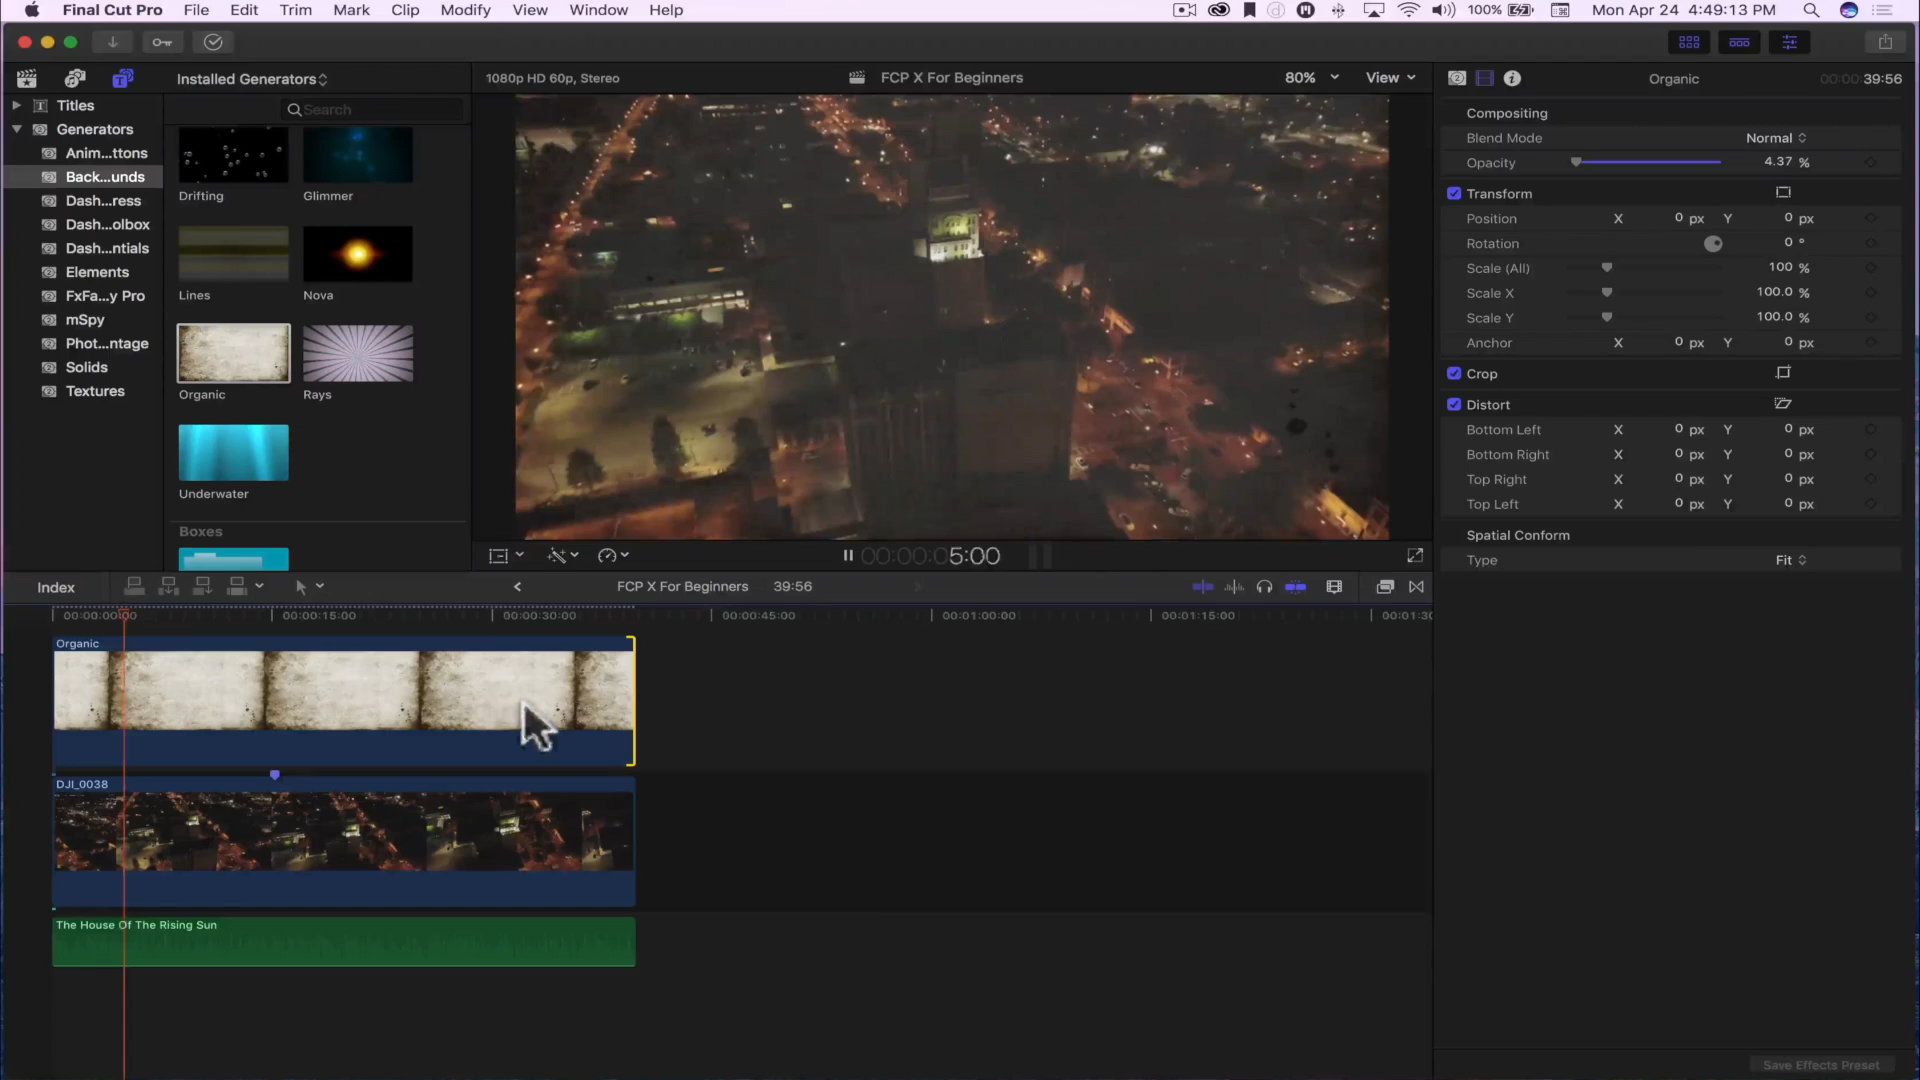 Final Cut Pro File Edit Trim Mark Clip Modify View Window Help 100% Mon Apr 24 4:49:13 PM
Installed Generators
Search
Titles
Generators
Anim...ttons
Back...unds
Dash...ress
Dash...olbox
Dash...ntials
Elements
FxFa...y Pro
mSpy
Phot...ntage
Solids
Textures
Drifting Glimmer
Lines Nova
Organic Rays
Underwater
Boxes
1080p HD 60p, Stereo FCP X For Beginners 80% View
00:00:05:00
Organic 00:00:39:56
Compositing
Blend Mode Normal
Opacity 4.37 %
Transform
Position X 0 px Y 0 px
Rotation 0 °
Scale (All) 100 %
Scale X 100.0 %
Scale Y 100.0 %
Anchor X 0 px Y 0 px
Crop
Distort
Bottom Left X 0 px Y 0 px
Bottom Right X 0 px Y 0 px
Top Right X 0 px Y 0 px
Top Left X 0 px Y 0 px
Spatial Conform
Type Fit
Save Effects Preset
Index FCP X For Beginners 39:56
00:00:00:00 00:00:15:00 00:00:30:00 00:00:45:00 00:01:00:00 00:01:15:00 00:01:30
Organic
DJI_0038
The House Of The Rising Sun